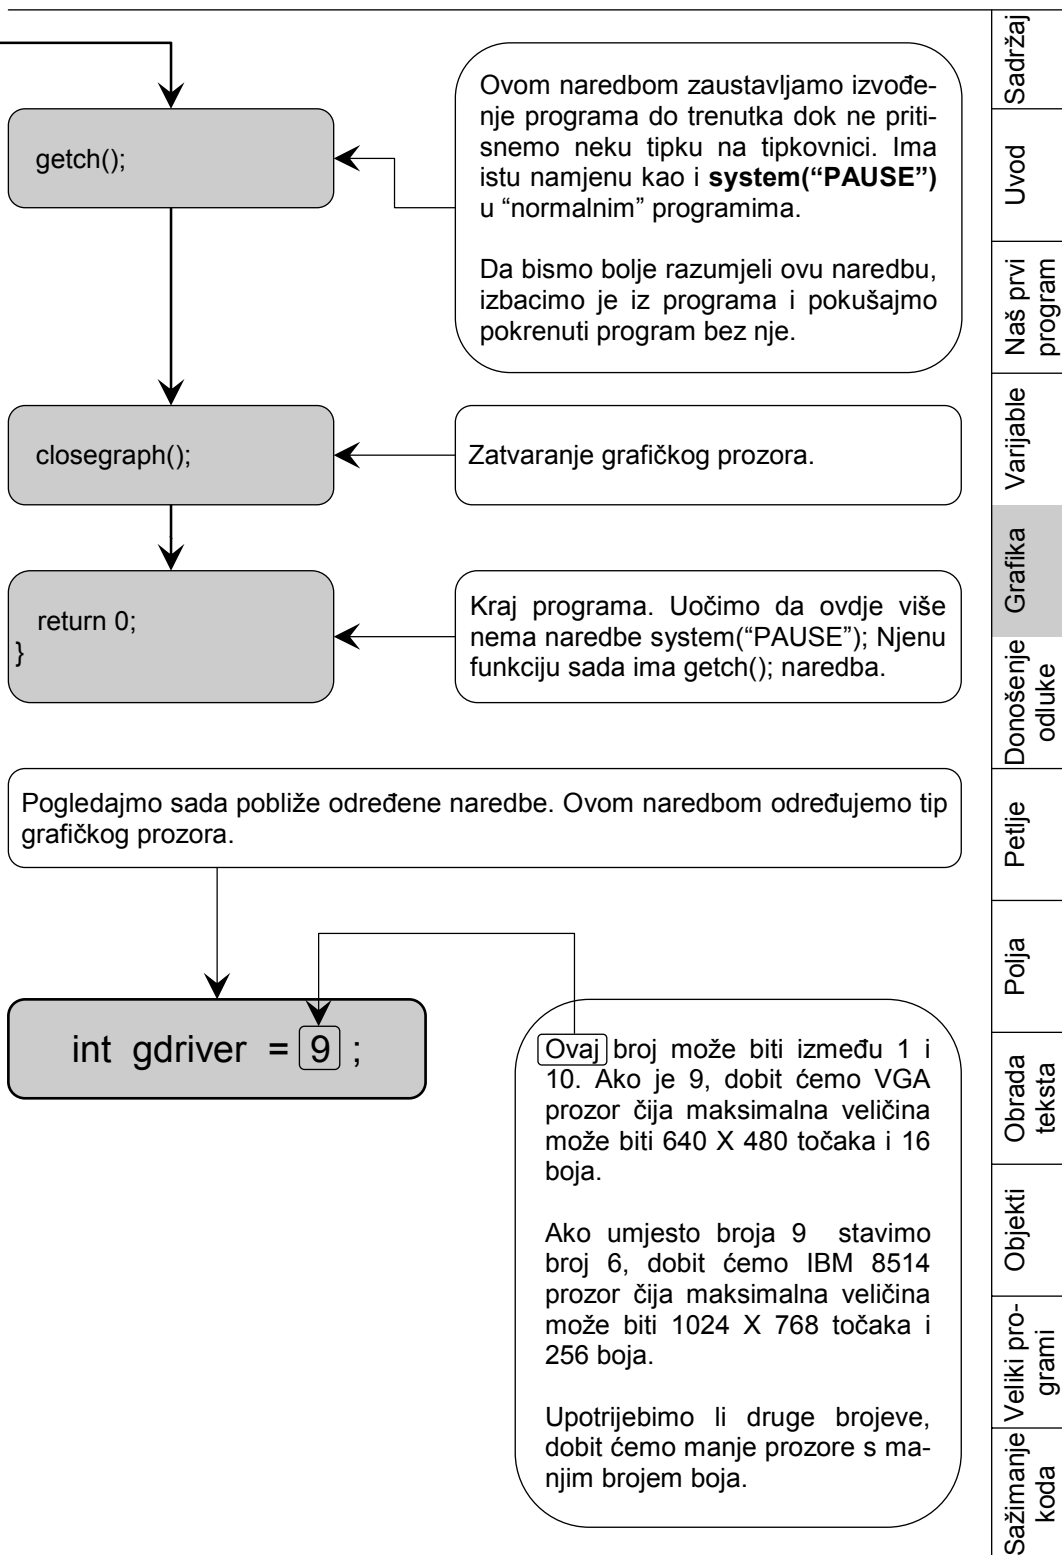 getch();
Ovom naredbom zaustavljamo izvođe-
nje programa do trenutka dok ne priti-
snemo neku tipku na tipkovnici. Ima
istu namjenu kao i system(“PAUSE”)
u “normalnim” programima.
Da bismo bolje razumjeli ovu naredbu,
izbacimo je iz programa i pokušajmo
pokrenuti program bez nje.
closegraph();
Zatvaranje grafičkog prozora.
return 0;
}
Kraj programa. Uočimo da ovdje više
nema naredbe system(“PAUSE”); Njenu
funkciju sada ima getch(); naredba.
Pogledajmo sada pobliže određene naredbe. Ovom naredbom određujemo tip
grafičkog prozora.
int gdriver = 9 ;
Ovaj broj može biti između 1 i
10. Ako je 9, dobit ćemo VGA
prozor čija maksimalna veličina
može biti 640 X 480 točaka i 16
boja.
Ako umjesto broja 9 stavimo
broj 6, dobit ćemo IBM 8514
prozor čija maksimalna veličina
može biti 1024 X 768 točaka i
256 boja.
Upotrijebimo li druge brojeve,
dobit ćemo manje prozore s ma-
njim brojem boja.
Sadržaj
Uvod
Naš prvi
program
Varijable
Grafika
Donošenje
odluke
Petlje
Polja
Obrada
teksta
Objekti
Veliki pro-
grami
Sažimanje
koda